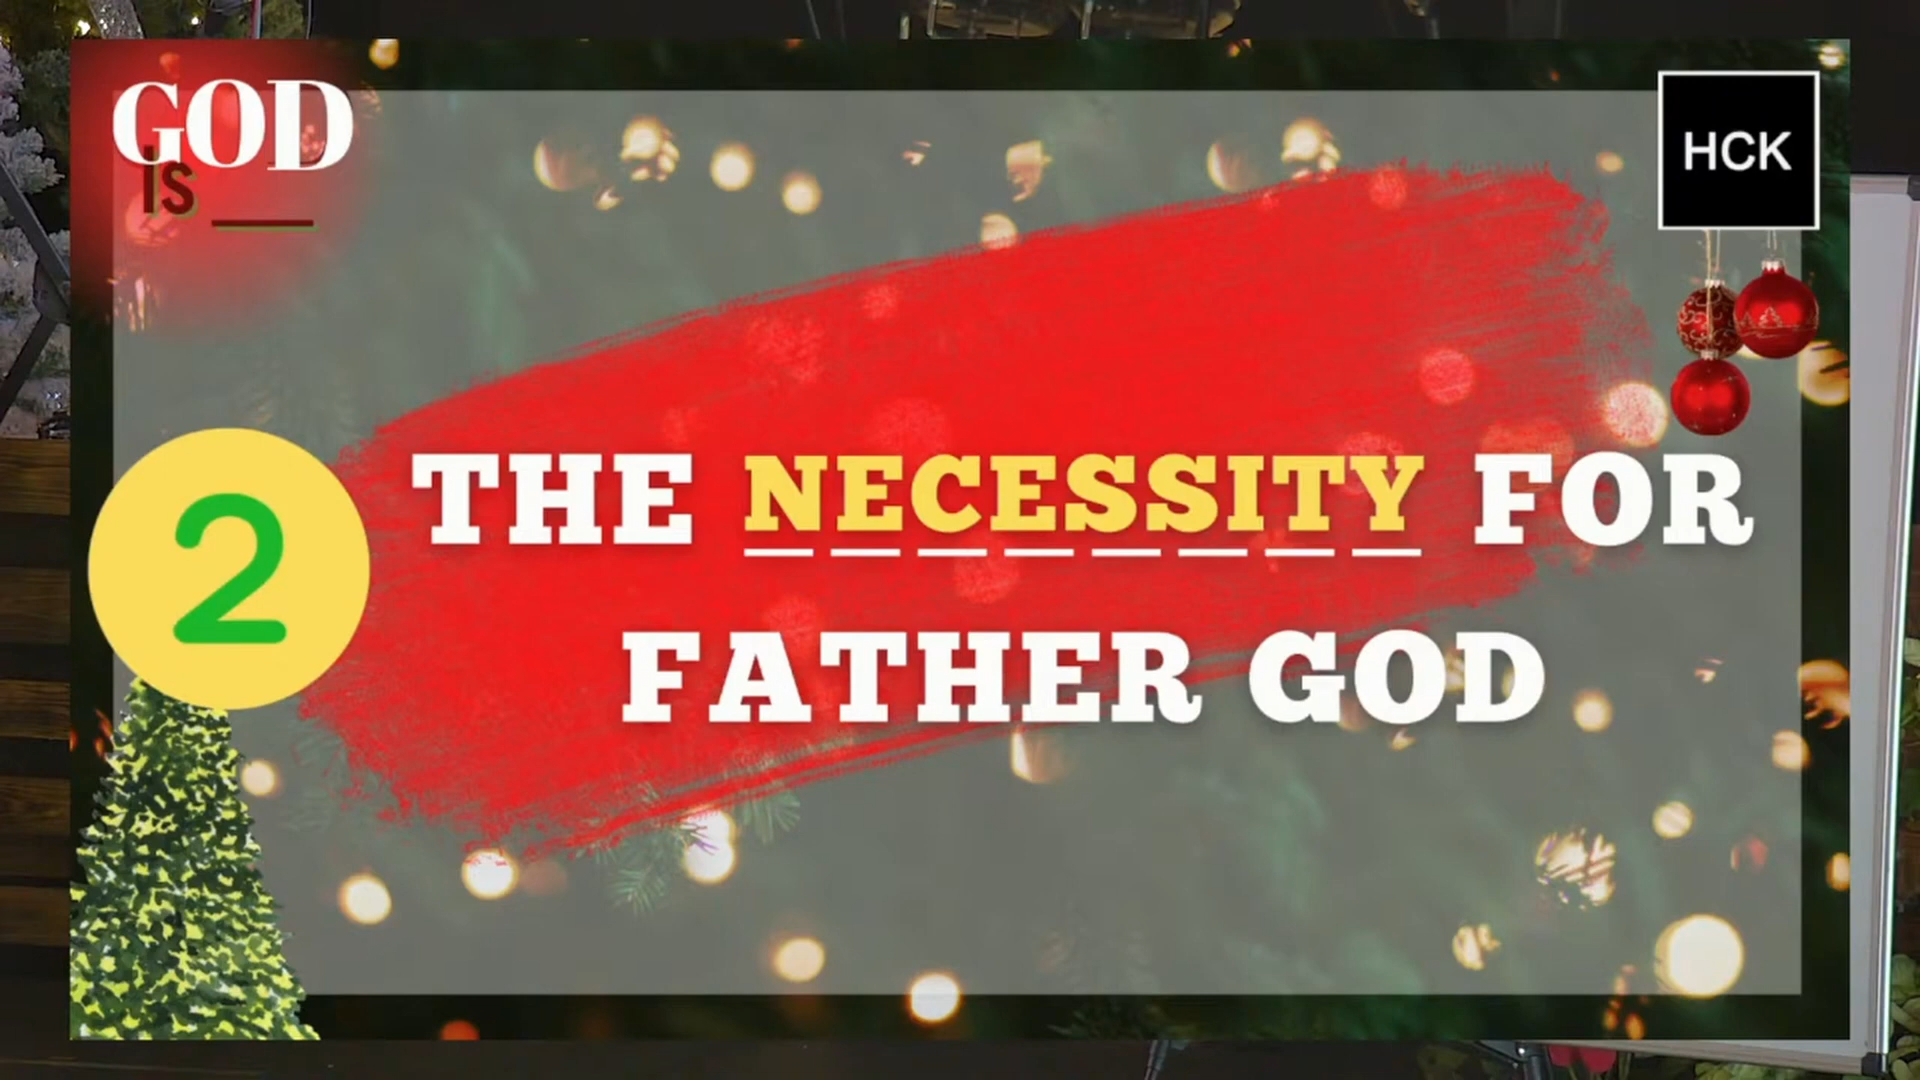 GOD
IS ___
HCK
2
THE NECESSITY FOR
FATHER GOD